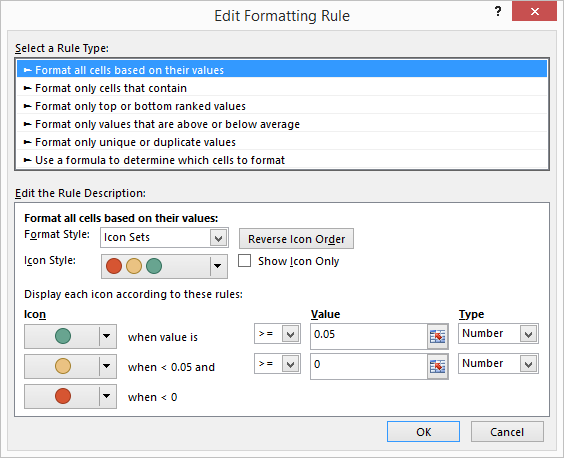 Edit Formatting Rule
?
Select a Rule Type:
► Format all cells based on their values
► Format only cells that contain
► Format only top or bottom ranked values
► Format only values that are above or below average
► Format only unique or duplicate values
► Use a formula to determine which cells to format
Edit the Rule Description:
Format all cells based on their values:
Format Style: Icon Sets Reverse Icon Order
Icon Style: Show Icon Only
Display each icon according to these rules:
Icon Value Type
when value is >= 0.05 Number
when < 0.05 and >= 0 Number
when < 0
OK Cancel